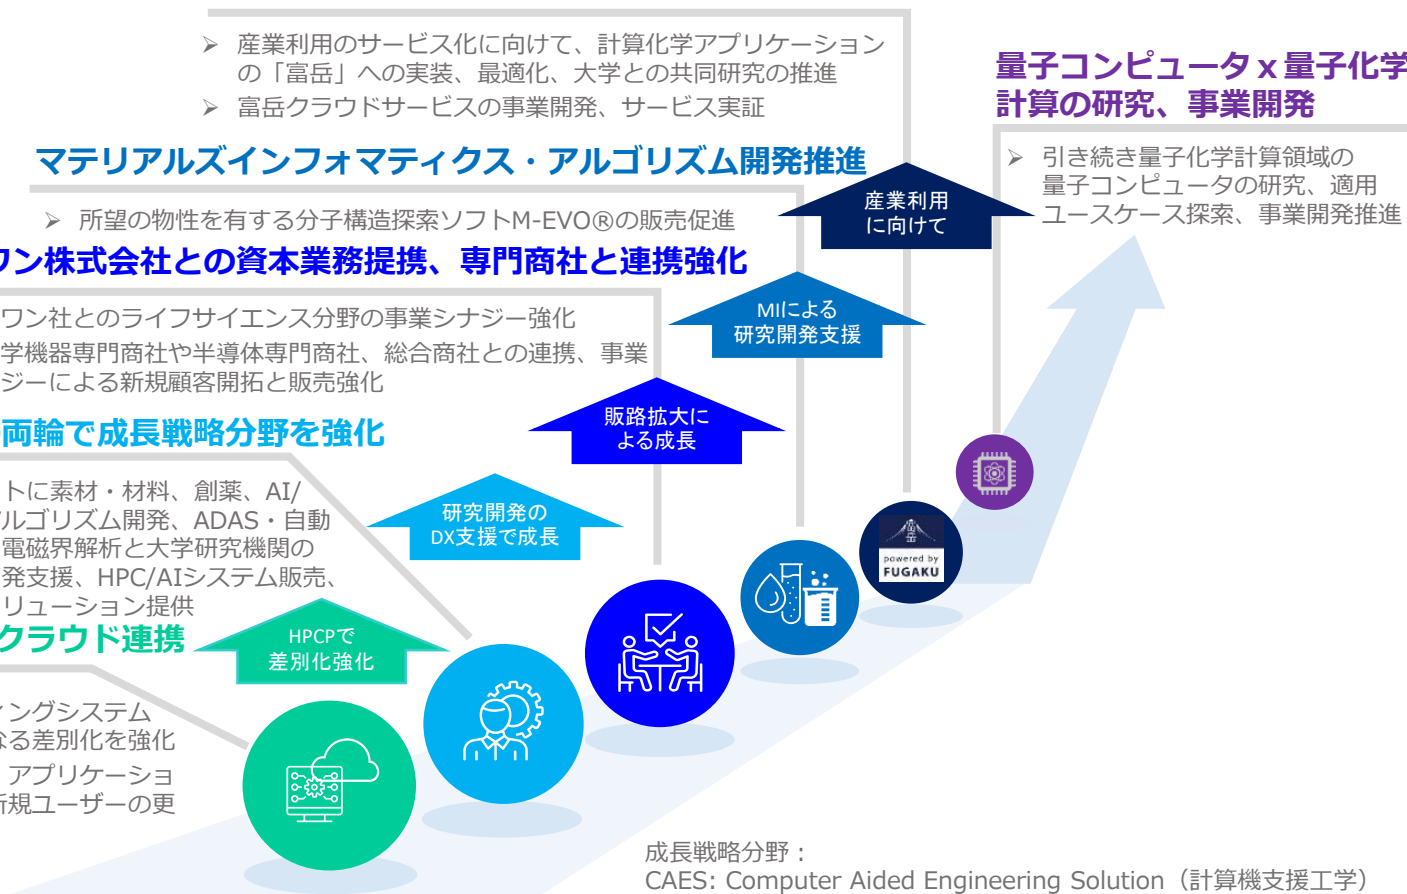 ➢ 産業利用のサービス化に向けて、計算化学アプリケーション
の「富岳」への実装、最適化、大学との共同研究の推進
➢ 富岳クラウドサービスの事業開発、サービス実証
量子コンピュータ x 量子化学
計算の研究、事業開発
➢ 引き続き量子化学計算領域の
量子コンピュータの研究、適用
ユースケース探索、事業開発推進
マテリアルズインフォマティクス・アルゴリズム開発推進
➢ 所望の物性を有する分子構造探索ソフトM-EVO®の販売促進
産業利用
に向けて
ワン株式会社との資本業務提携、専門商社と連携強化
ワン社とのライフサイエンス分野の事業シナジー強化
学機器専門商社や半導体専門商社、総合商社との連携、事業
ジーによる新規顧客開拓と販売強化
MIによる
研究開発支援
両輪で成長戦略分野を強化
トに素材・材料、創薬、AI/
アルゴリズム開発、ADAS・自動
電磁界解析と大学研究機関の
発支援、HPC/AIシステム販売、
リューション提供
販路拡大に
よる成長
研究開発の
DX支援で成長
クラウド連携
HPCPで
差別化強化
ィングシステム
なる差別化を強化
アプリケーショ
新規ユーザーの更
富岳
powered by
FUGAKU
成長戦略分野：
CAES: Computer Aided Engineering Solution（計算機支援工学）